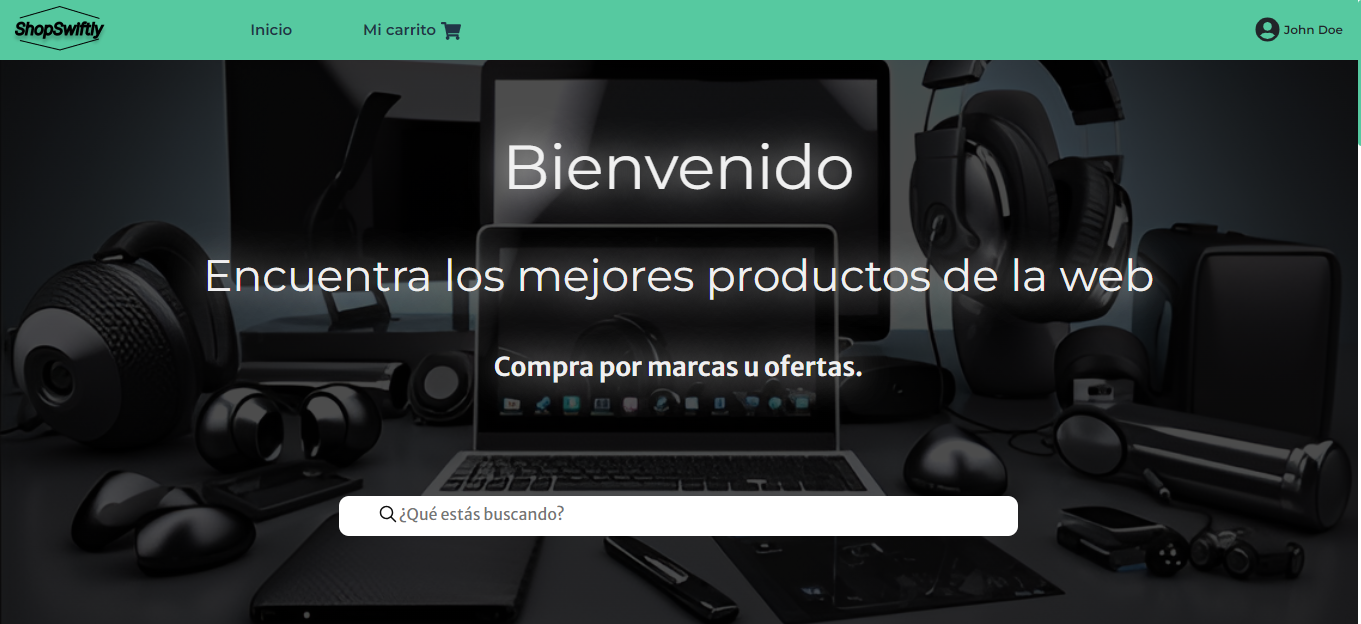 ShopSwiftly
Inicio
Mi carrito
John Doe
Bienvenido
Encuentra los mejores productos de la web
Compra por marcas u ofertas.
¿Qué estás buscando?